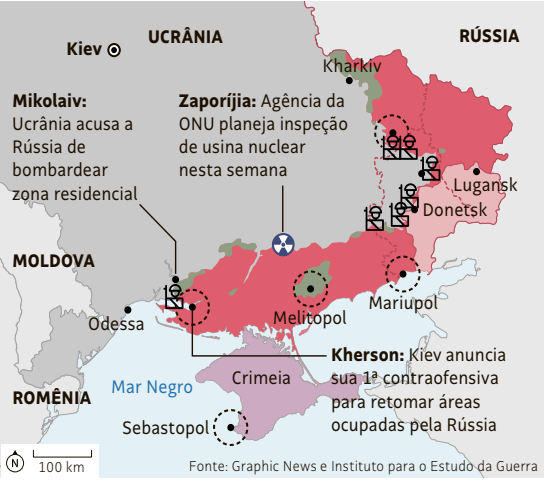 UCRÂNIA
RÚSSIA
Kiev
Kharkiv
Mikolaiv:
Ucrânia acusa a
Rússia de
bombardear
zona residencial
Zaporíjia: Agência da
ONU planeja inspeção
de usina nuclear
nesta semana
Lugansk
Donetsk
MOLDOVA
Mariupol
Melitopol
Odessa
Kherson: Kiev anuncia
sua 1ª contraofensiva
para retomar áreas
ocupadas pela Rússia
Crimeia
Mar Negro
ROMÊNIA
Sebastopol
N
100 km
Fonte: Graphic News e Instituto para o Estudo da Guerra